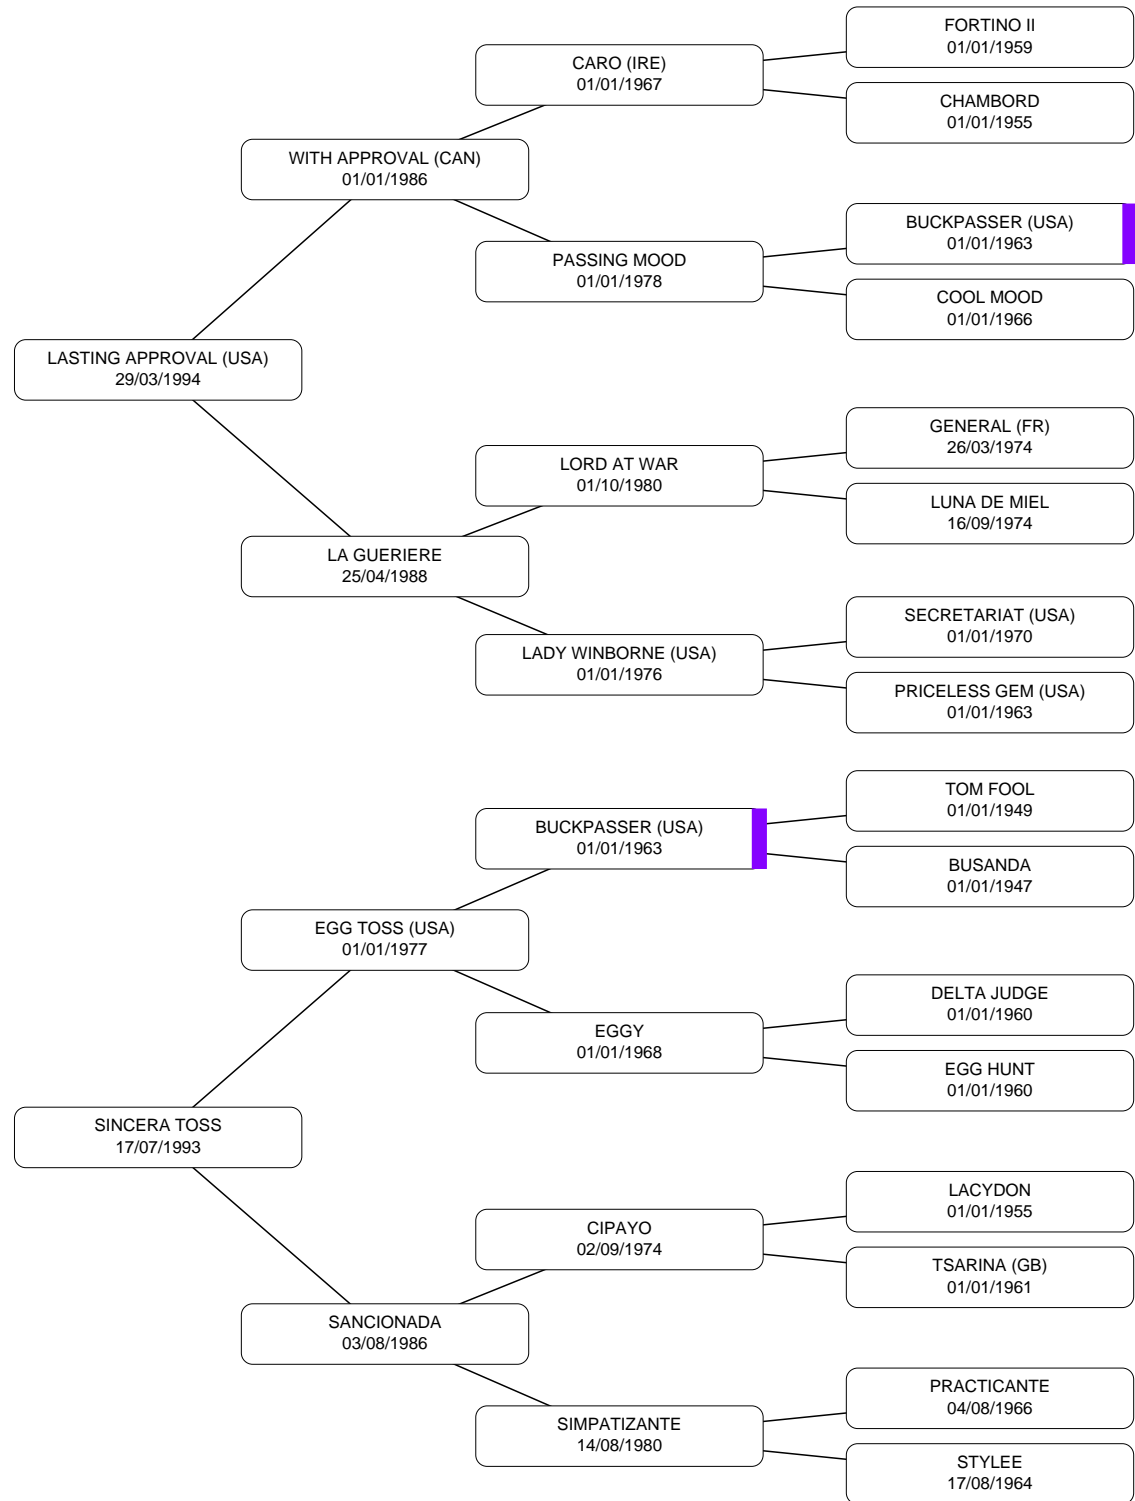 FORTINO II
01/01/1959
CARO (IRE)
01/01/1967
CHAMBORD
01/01/1955
WITH APPROVAL (CAN)
01/01/1986
BUCKPASSER (USA)
01/01/1963
PASSING MOOD
01/01/1978
COOL MOOD
01/01/1966
LASTING APPROVAL (USA)
29/03/1994
GENERAL (FR)
26/03/1974
LORD AT WAR
01/10/1980
LUNA DE MIEL
16/09/1974
LA GUERIERE
25/04/1988
SECRETARIAT (USA)
01/01/1970
LADY WINBORNE (USA)
01/01/1976
PRICELESS GEM (USA)
01/01/1963
TOM FOOL
01/01/1949
BUCKPASSER (USA)
01/01/1963
BUSANDA
01/01/1947
EGG TOSS (USA)
01/01/1977
DELTA JUDGE
01/01/1960
EGGY
01/01/1968
EGG HUNT
01/01/1960
SINCERA TOSS
17/07/1993
LACYDON
01/01/1955
CIPAYO
02/09/1974
TSARINA (GB)
01/01/1961
SANCIONADA
03/08/1986
PRACTICANTE
04/08/1966
SIMPATIZANTE
14/08/1980
STYLEE
17/08/1964